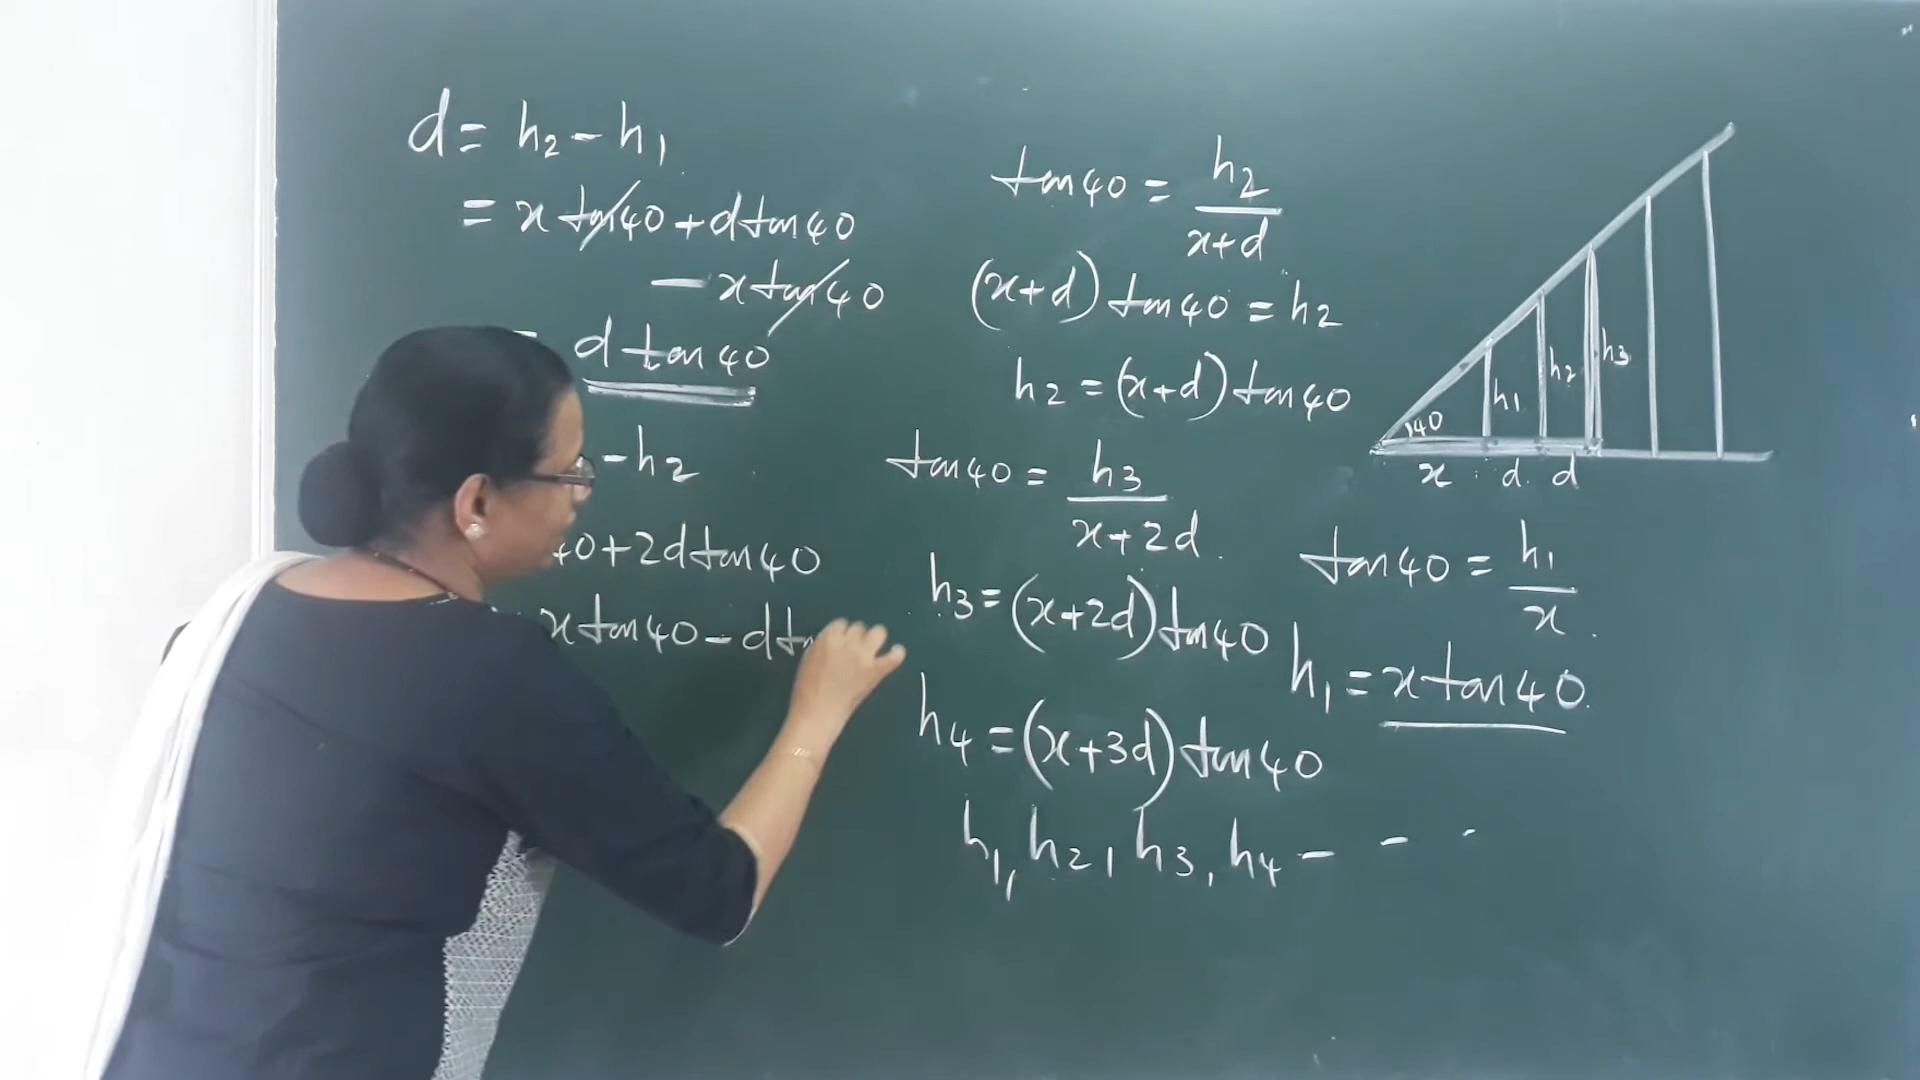 d = h2 - h1
= x tan40 + d tan40
- x tan40
= d tan40
- h2
40 + 2d tan40
x tan40 - d
tan40 = h2/(x+d)
(x+d) tan40 = h2
h2 = (x+d) tan40
tan40 = h3/(x+2d)
h3 = (x+2d) tan40
h4 = (x+3d) tan40
h1, h2, h3, h4 - - -
h1 h2 h3
40
x d d
tan40 = h1/x
h1 = x tan40